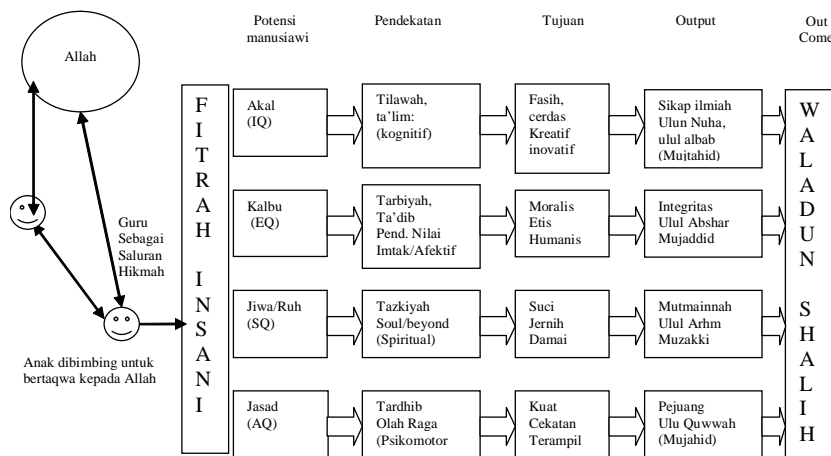 Potensi
manusiawi
Pendekatan
Tujuan
Output
Out
Come
Allah
Guru
Sebagai
Saluran
Hikmah
Anak dibimbing untuk
bertaqwa kepada Allah
FITRAH INSANI
Akal
(IQ)
Tilawah,
ta'lim:
(kognitif)
Fasih,
cerdas
Kreatif
inovatif
Sikap ilmiah
Ulun Nuha,
ulul albab
(Mujtahid)
Kalbu
(EQ)
Tarbiyah,
Ta'dib
Pend. Nilai
Imtak/Afektif
Moralis
Etis
Humanis
Integritas
Ulul Abshar
Mujaddid
Jiwa/Ruh
(SQ)
Tazkiyah
Soul/beyond
(Spiritual)
Suci
Jernih
Damai
Mutmainnah
Ulul Arhm
Muzakki
Jasad
(AQ)
Tardhib
Olah Raga
(Psikomotor
Kuat
Cekatan
Terampil
Pejuang
Ulu Quwwah
(Mujahid)
WALADUN SHALIH